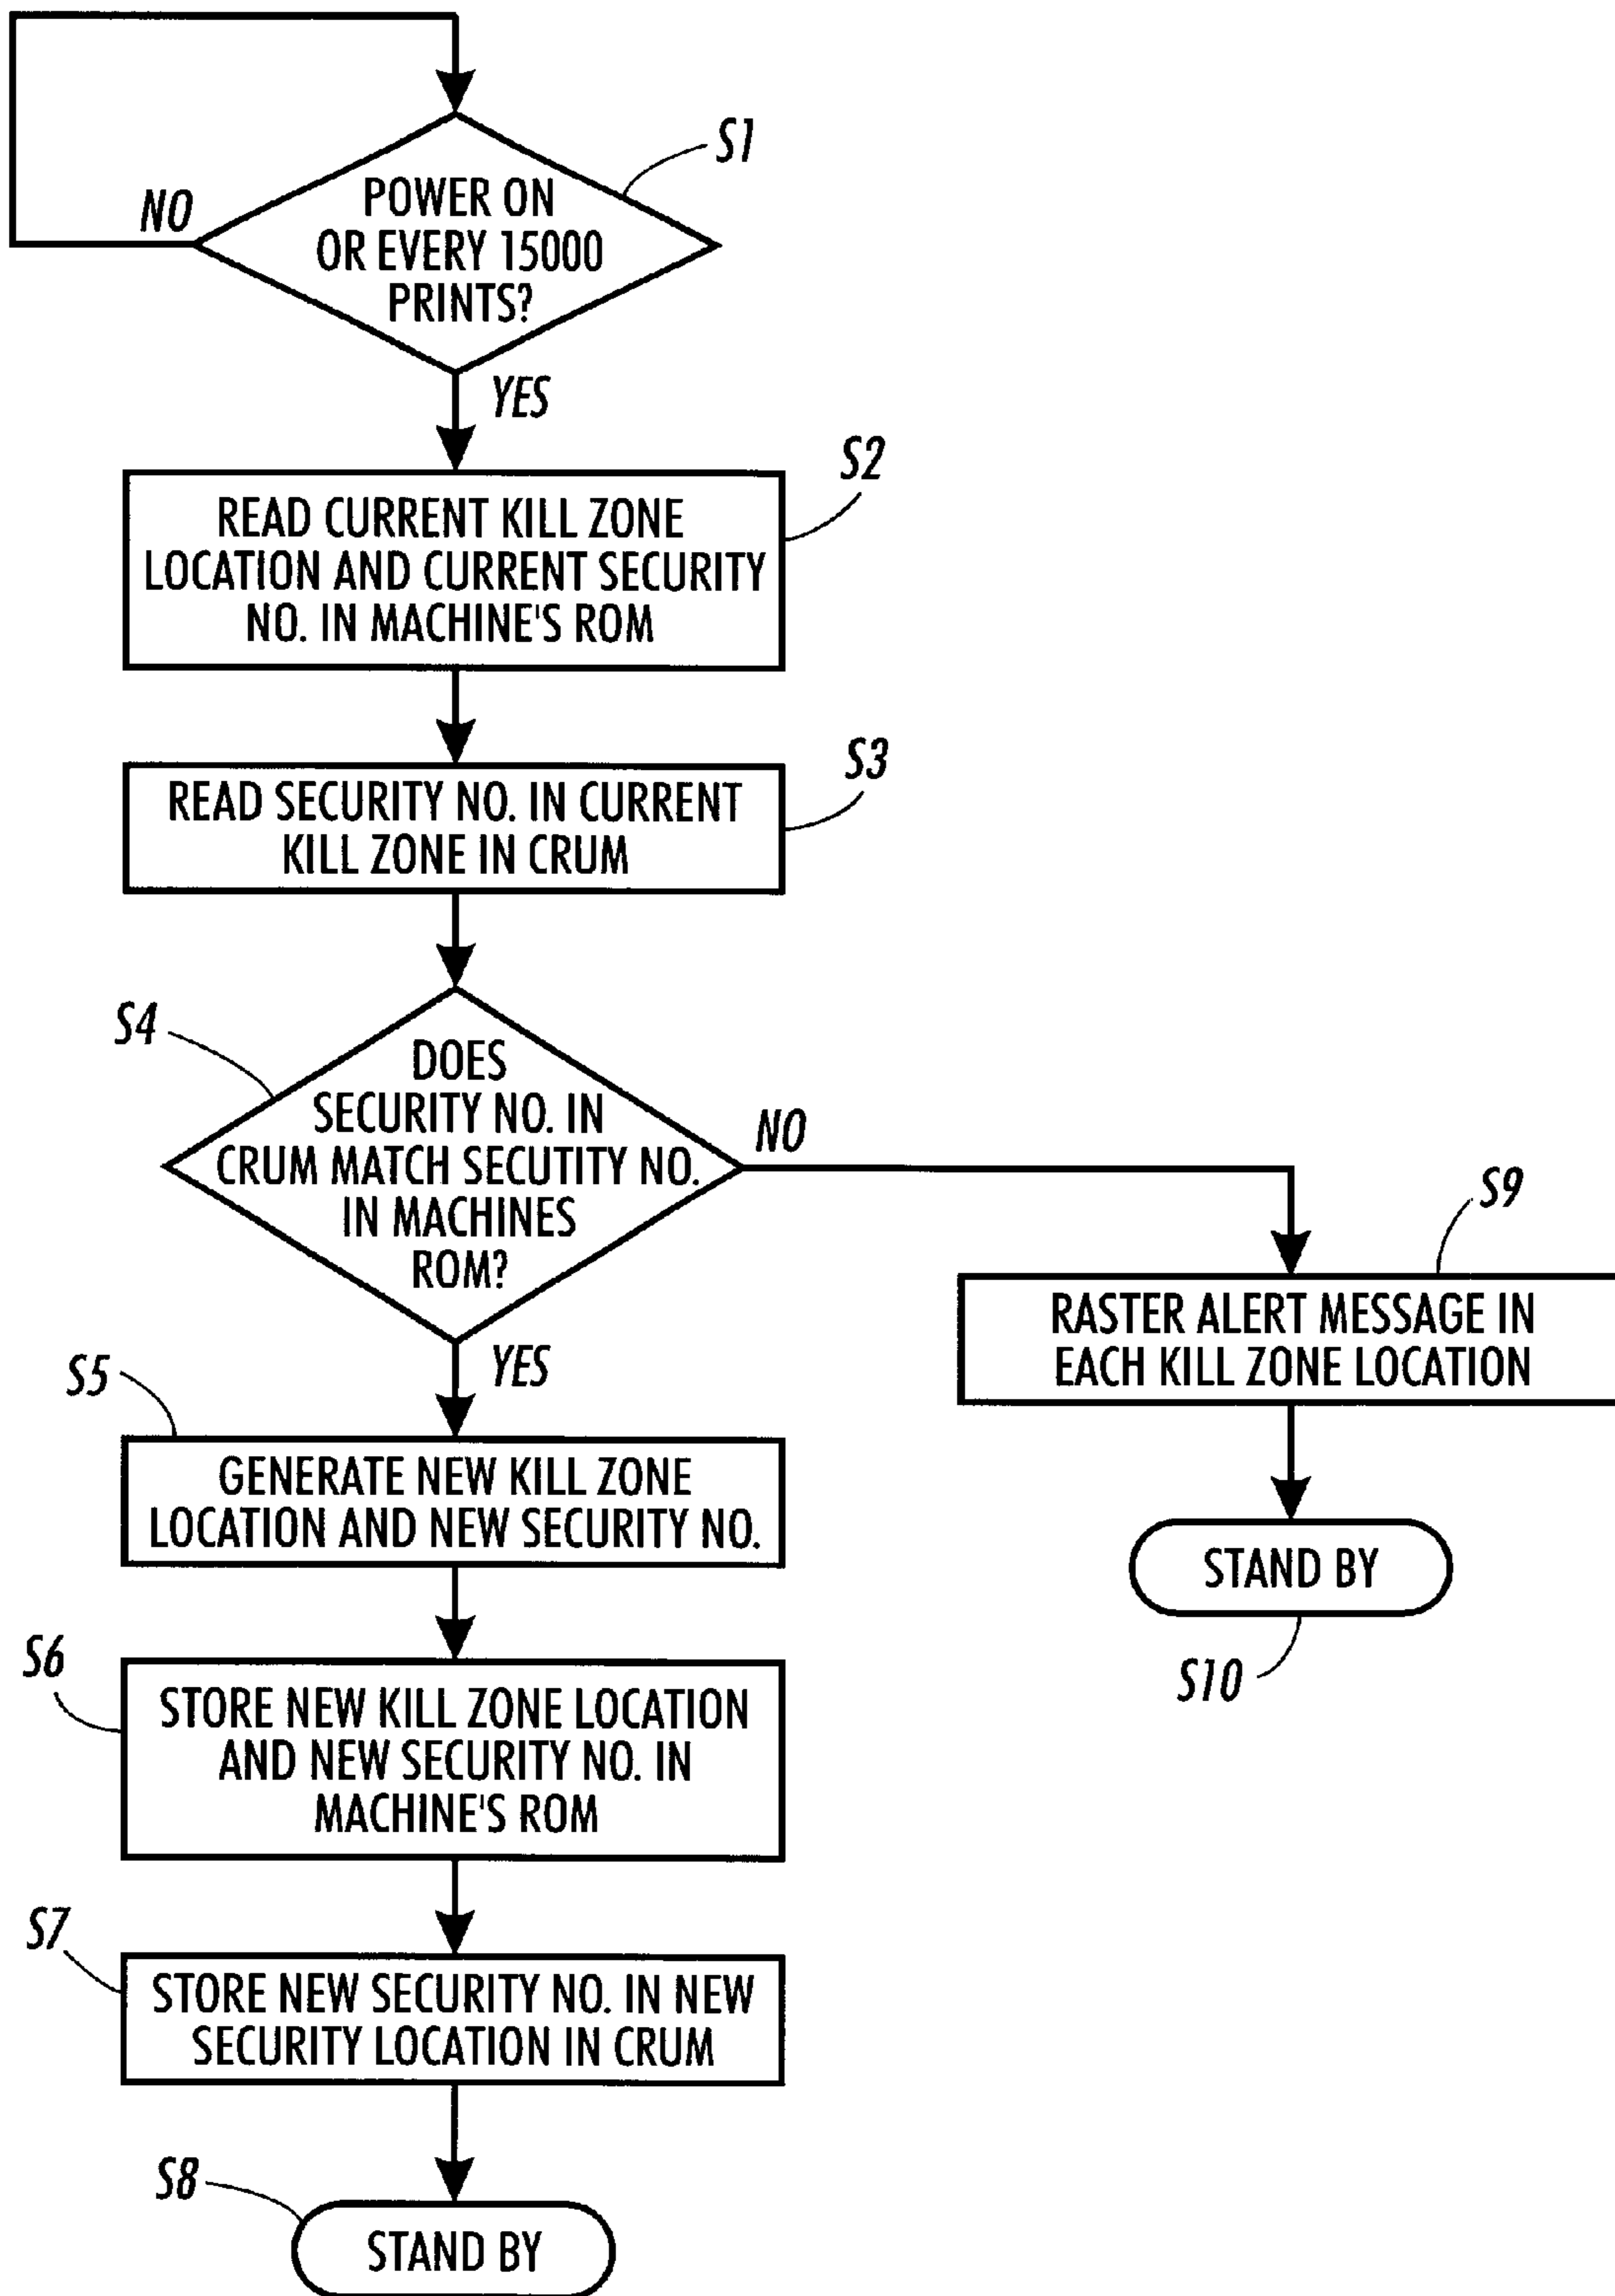 S1
POWER ON
OR EVERY 15000
PRINTS?
NO
YES
S2
READ CURRENT KILL ZONE
LOCATION AND CURRENT SECURITY
NO. IN MACHINE'S ROM
S3
READ SECURITY NO. IN CURRENT
KILL ZONE IN CRUM
S4
DOES
SECURITY NO. IN
CRUM MATCH SECUTITY NO.
IN MACHINES
ROM?
NO
YES
S9
RASTER ALERT MESSAGE IN
EACH KILL ZONE LOCATION
STAND BY
S10
S5
GENERATE NEW KILL ZONE
LOCATION AND NEW SECURITY NO.
S6
STORE NEW KILL ZONE LOCATION
AND NEW SECURITY NO. IN
MACHINE'S ROM
S7
STORE NEW SECURITY NO. IN NEW
SECURITY LOCATION IN CRUM
S8
STAND BY